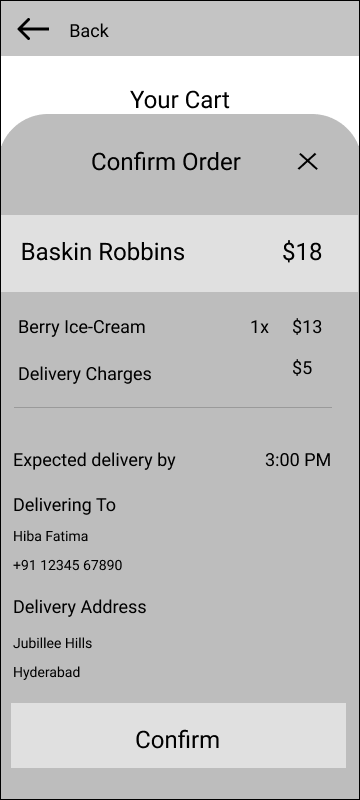 Back
Your Cart
Confirm Order
Baskin Robbins $18
Berry Ice-Cream 1x $13
Delivery Charges $5
Expected delivery by 3:00 PM
Delivering To
Hiba Fatima
+91 12345 67890
Delivery Address
Jubillee Hills
Hyderabad
Confirm